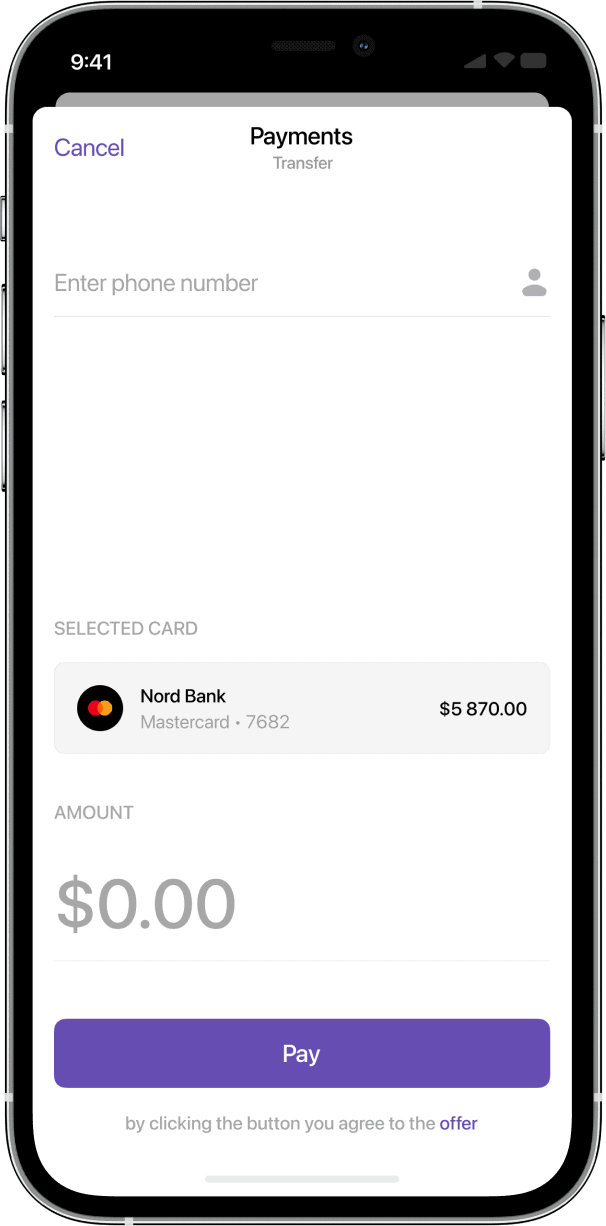 9:41
Cancel
Payments
Transfer
Enter phone number
SELECTED CARD
Nord Bank
Mastercard • 7682
$5 870.00
AMOUNT
$0.00
Pay
by clicking the button you agree to the offer